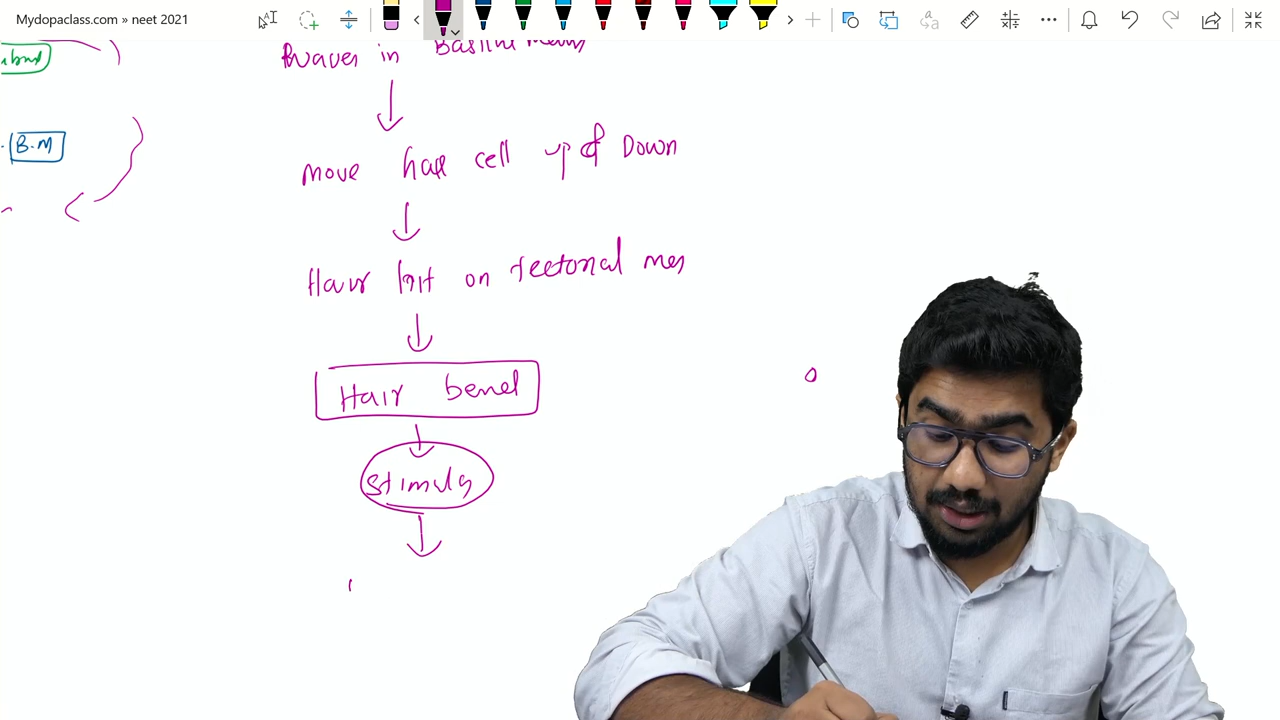 Mydopaclass.com » neet 2021
waves in Basilar
B.M
move hair cell up & Down
Hair hit on tectorial mem
Hair bend
Stimuls